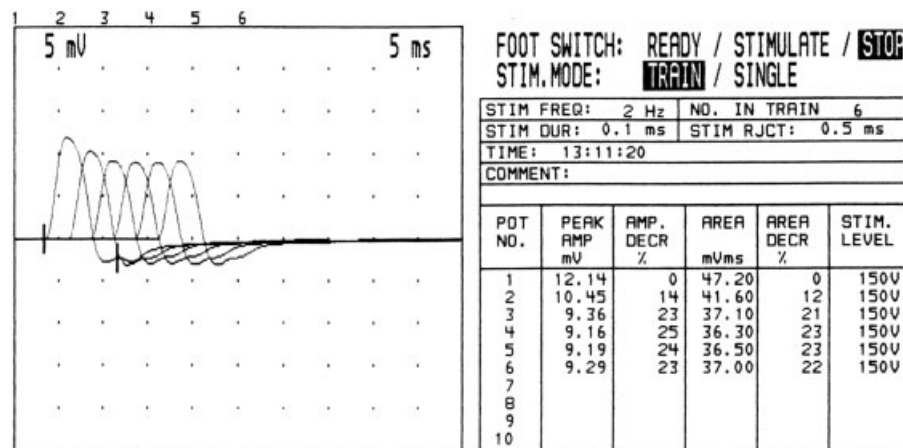 1 2 3 4 5 6
5 mV 5 ms
FOOT SWITCH: READY / STIMULATE / STOP
STIM.MODE: TRAIN / SINGLE
STIM FREQ: 2 Hz NO. IN TRAIN 6
STIM DUR: 0.1 ms STIM RJCT: 0.5 ms
TIME: 13:11:20
COMMENT:
POT NO. PEAK AMP mV AMP. DECR % AREA mVms AREA DECR % STIM. LEVEL
1 12.14 0 47.20 0 150V
2 10.45 14 41.60 12 150V
3 9.36 23 37.10 21 150V
4 9.16 25 36.30 23 150V
5 9.19 24 36.50 23 150V
6 9.29 23 37.00 22 150V
7
8
9
10